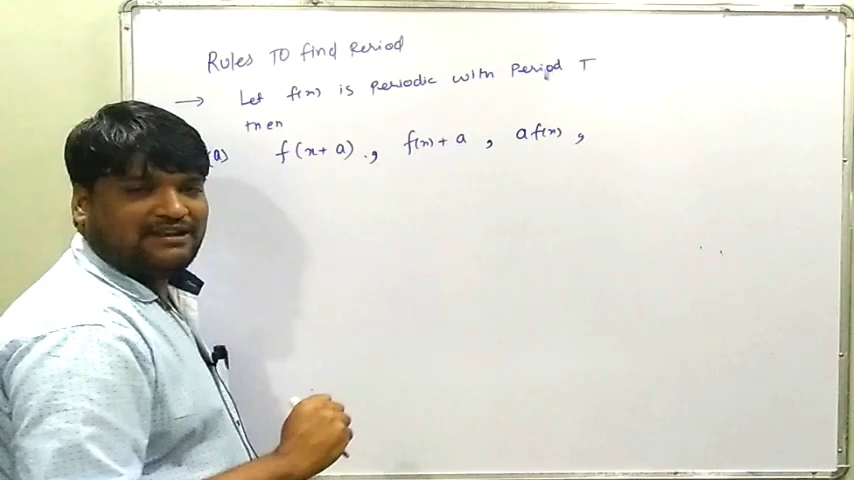 Rules To find Period
→ Let f(x) is periodic with Period T
then
(a) f(x+a), f(x)+a, af(x),